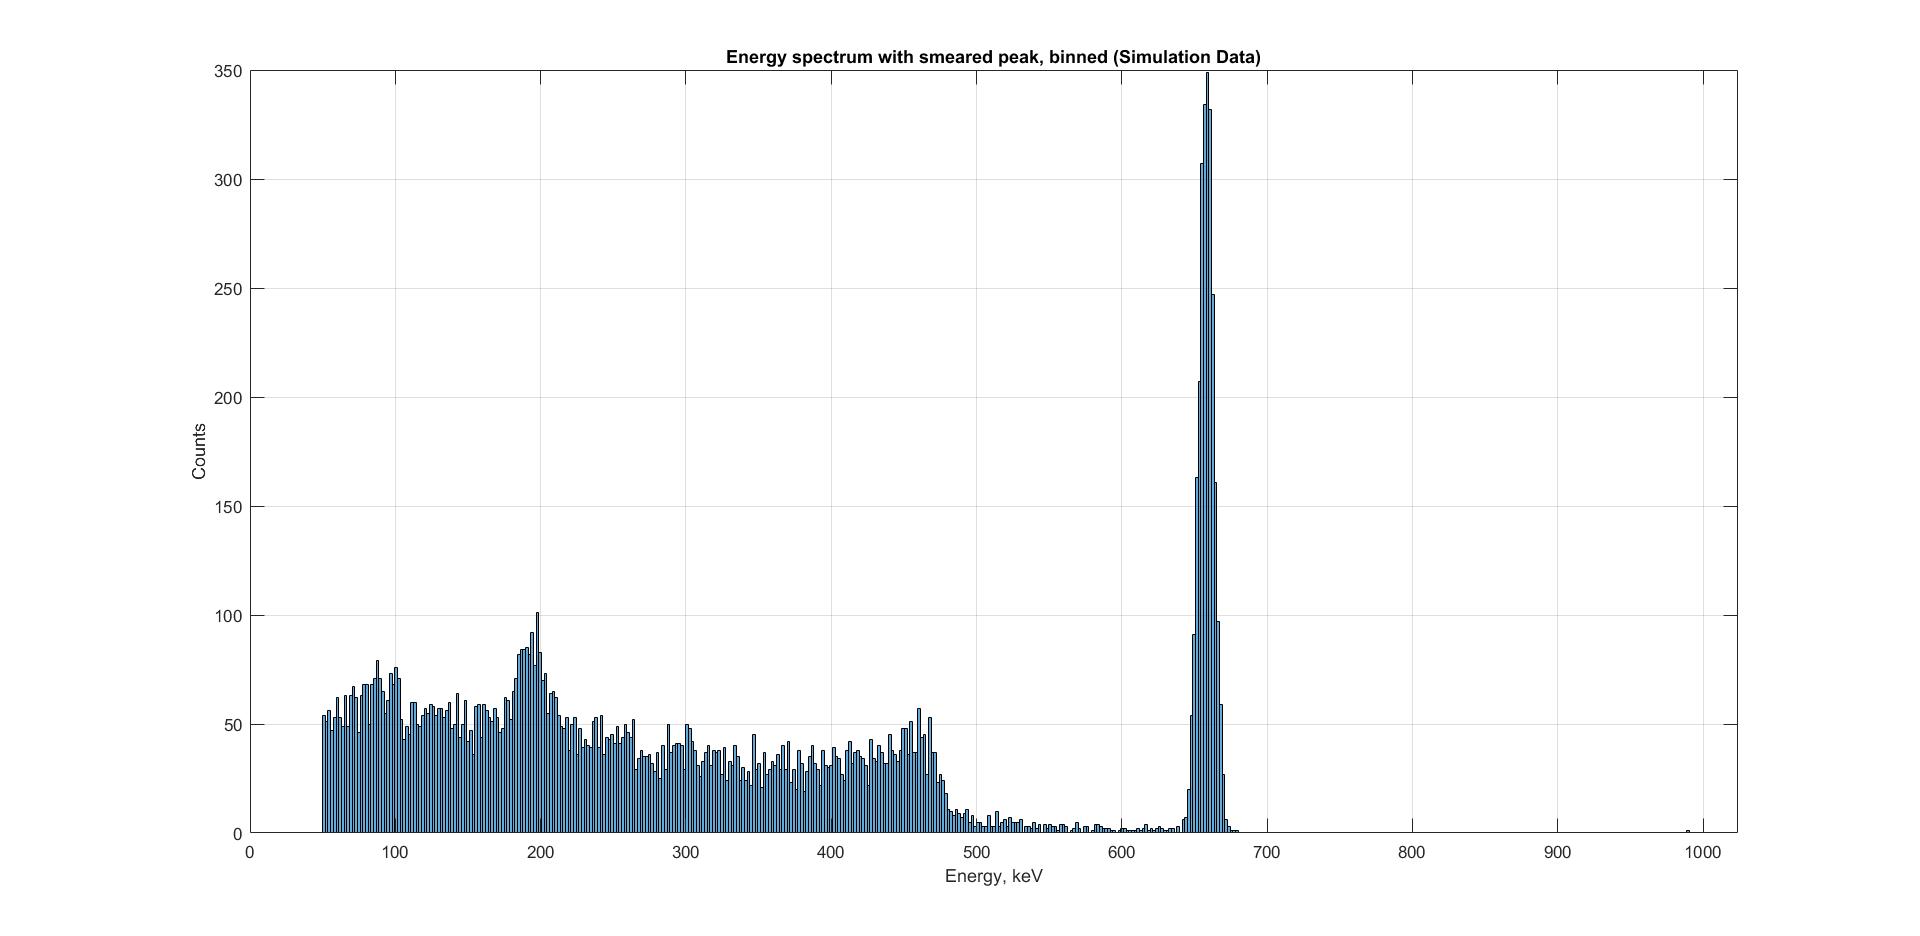 Energy spectrum with smeared peak, binned (Simulation Data)
350
300
250
200
150
100
50
0
Counts
0 100 200 300 400 500 600 700 800 900 1000
Energy, keV